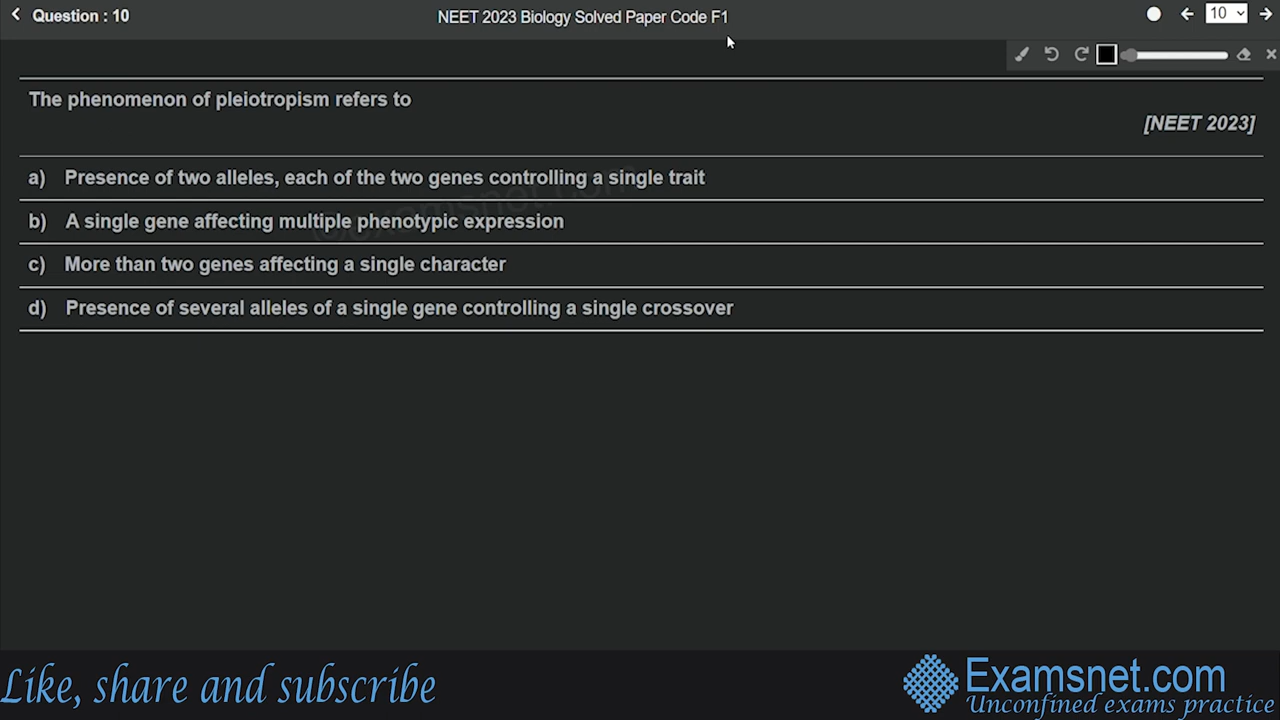 Question : 10
NEET 2023 Biology Solved Paper Code F1
10
The phenomenon of pleiotropism refers to
[NEET 2023]
a) Presence of two alleles, each of the two genes controlling a single trait
b) A single gene affecting multiple phenotypic expression
c) More than two genes affecting a single character
d) Presence of several alleles of a single gene controlling a single crossover
©examsnet.com
Like, share and subscribe
Examsnet.com
Unconfined exams practice